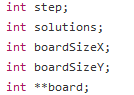 int step;
int solutions;
int boardSizeX;
int boardSizeY;
int **board;